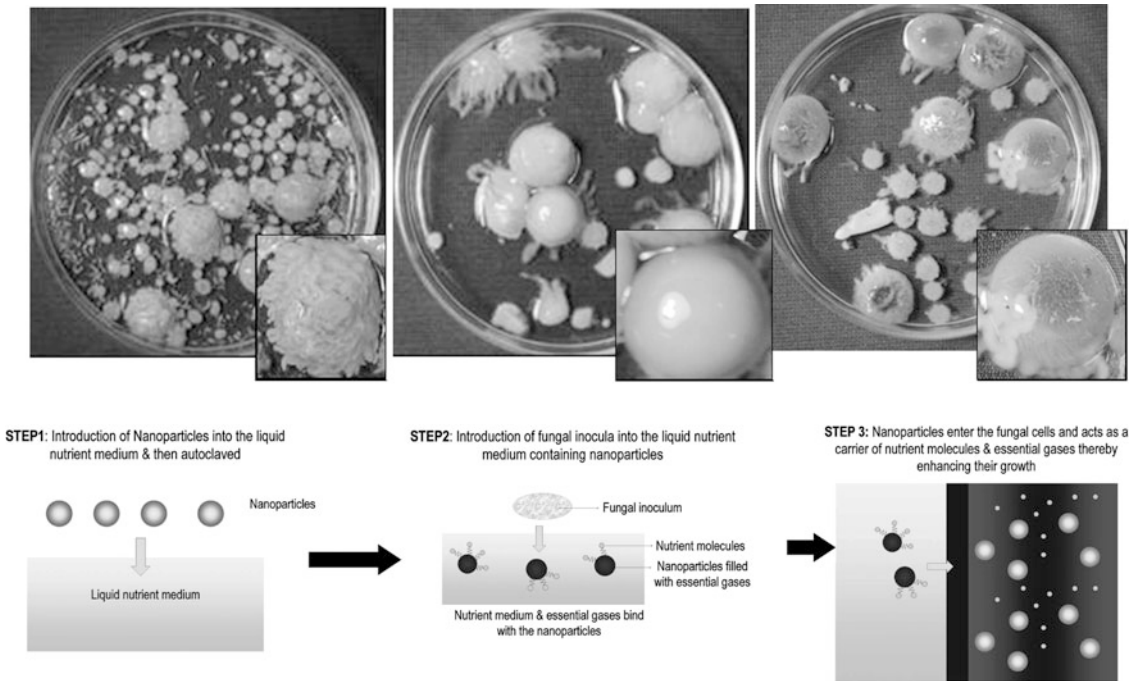 STEP1: Introduction of Nanoparticles into the liquid
nutrient medium & then autoclaved
Nanoparticles
Liquid nutrient medium
STEP2: Introduction of fungal inocula into the liquid nutrient
medium containing nanoparticles
Fungal inoculum
Nutrient molecules
Nanoparticles filled
with essential gases
Nutrient medium & essential gases bind
with the nanoparticles
STEP 3: Nanoparticles enter the fungal cells and acts as a
carrier of nutrient molecules & essential gases thereby
enhancing their growth